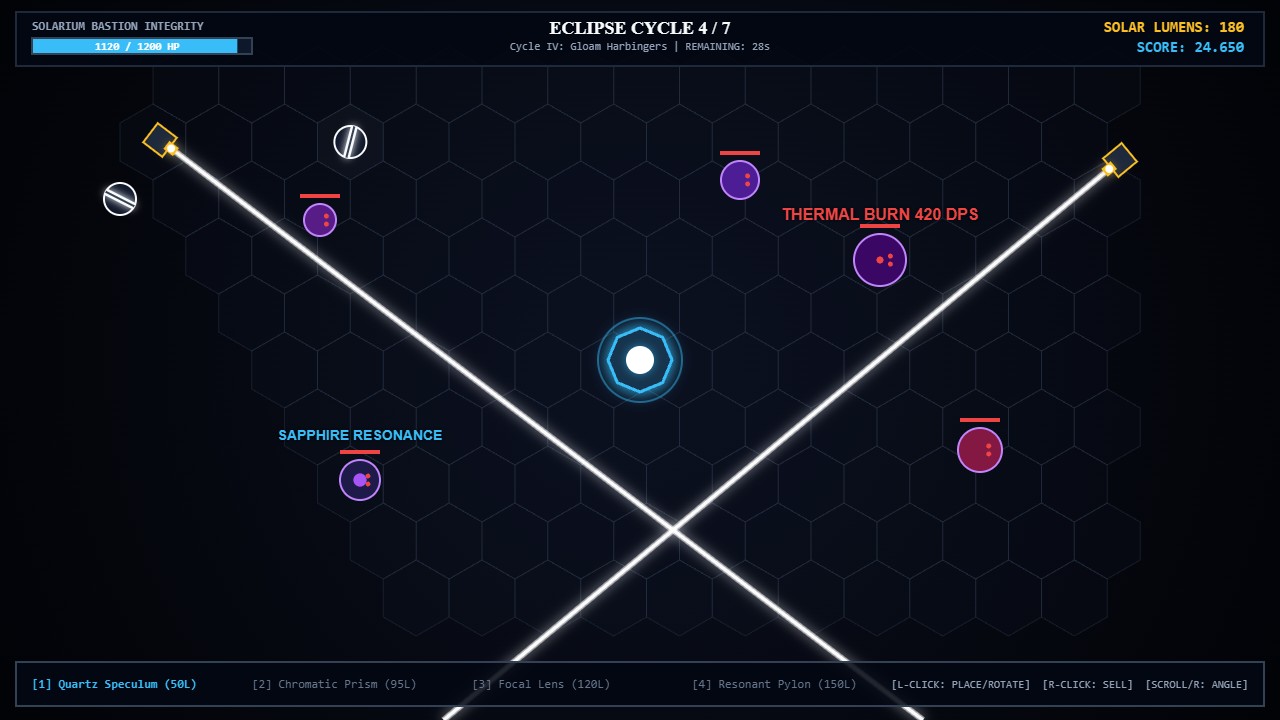 SOLARIUM BASTION INTEGRITY
1120 / 1200 HP
ECLIPSE CYCLE 4 / 7
Cycle IV: Gloam Harbingers | REMAINING: 28s
SOLAR LUMENS: 180
SCORE: 24.650
THERMAL BURN 420 DPS
SAPPHIRE RESONANCE
[1] Quartz Speculum (50L) [2] Chromatic Prism (95L) [3] Focal Lens (120L) [4] Resonant Pylon (150L) [L-CLICK: PLACE/ROTATE] [R-CLICK: SELL] [SCROLL/R: ANGLE]